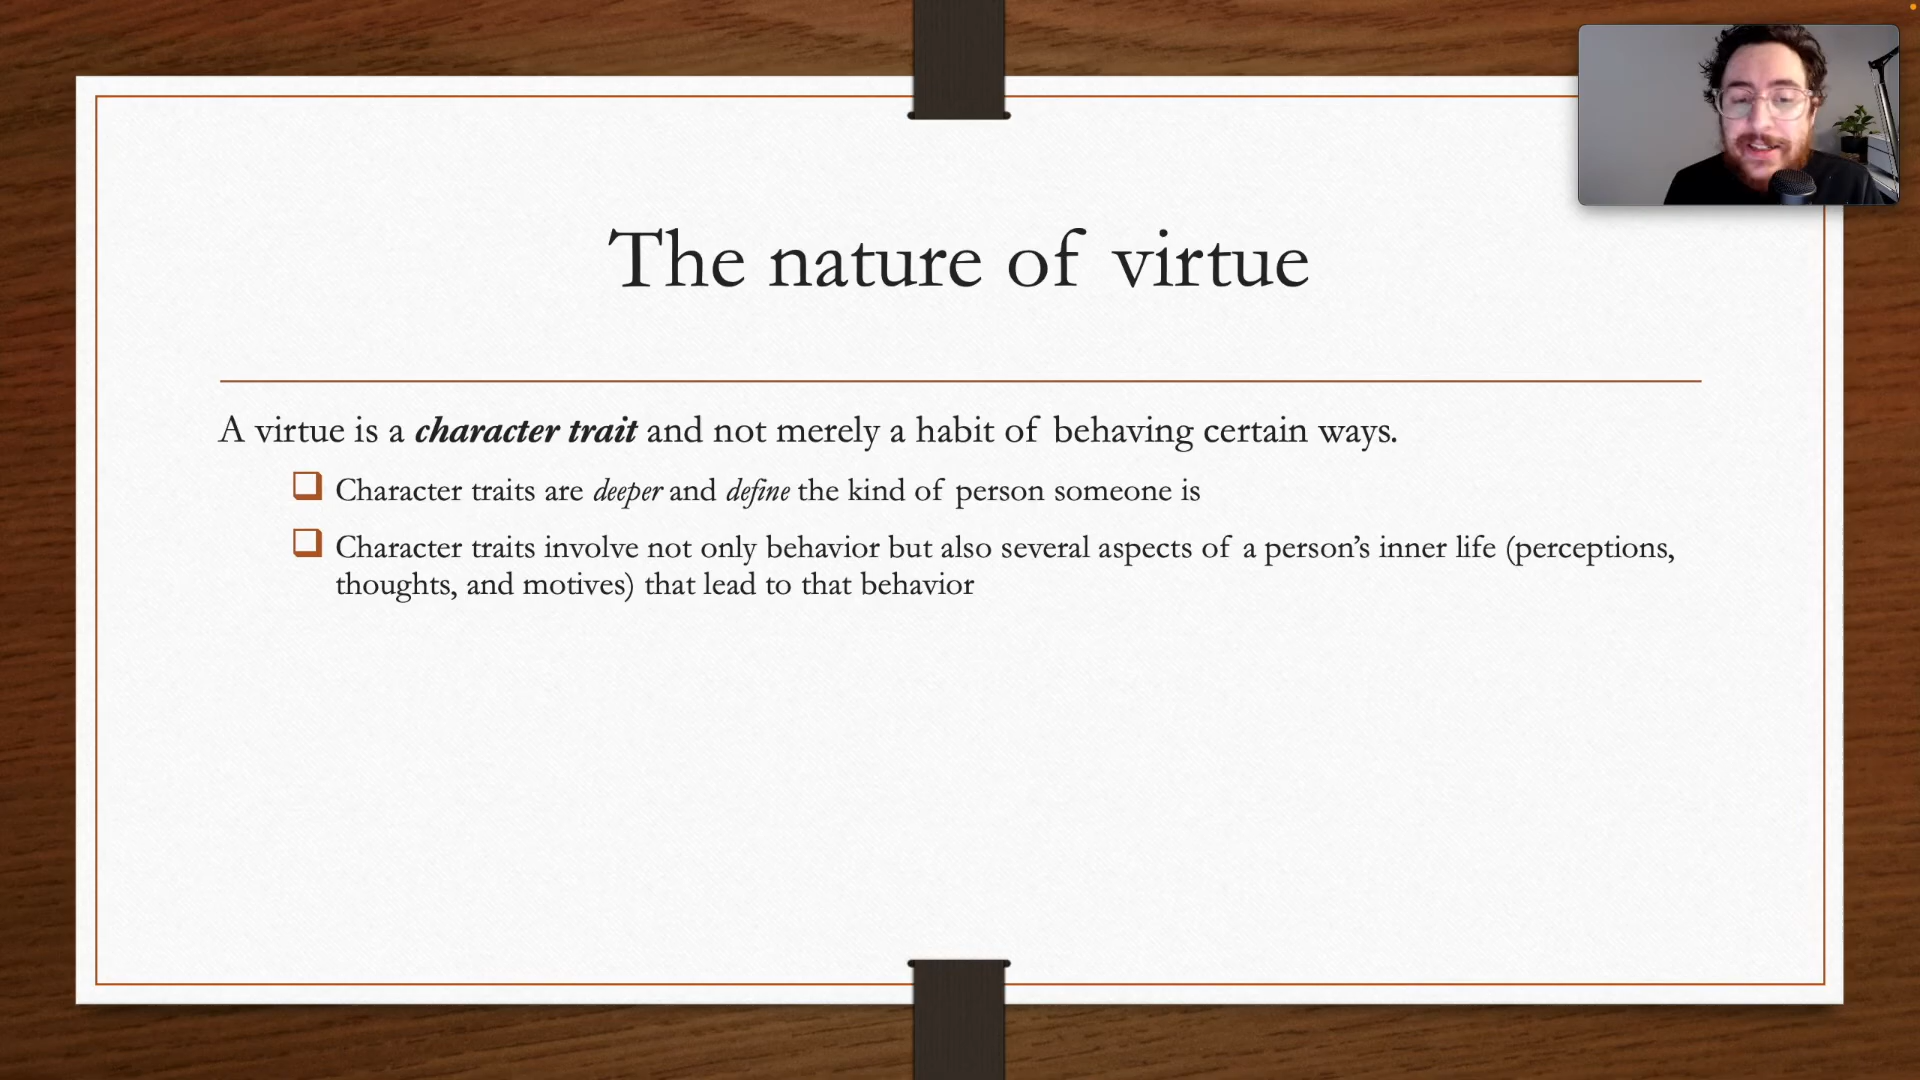 The nature of virtue
A virtue is a character trait and not merely a habit of behaving certain ways.
Character traits are deeper and define the kind of person someone is
Character traits involve not only behavior but also several aspects of a person’s inner life (perceptions,
thoughts, and motives) that lead to that behavior